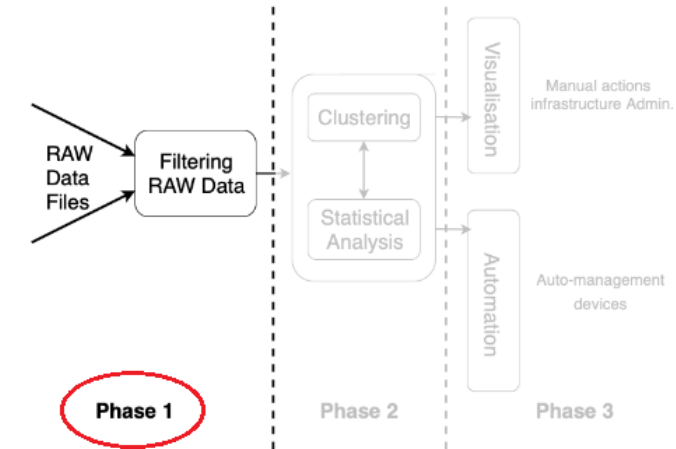 RAW
Data
Files
Filtering
RAW Data
Clustering
Statistical
Analysis
Visualisation
Automation
Manual actions
infrastructure Admin.
Auto-management
devices
Phase 1
Phase 2
Phase 3